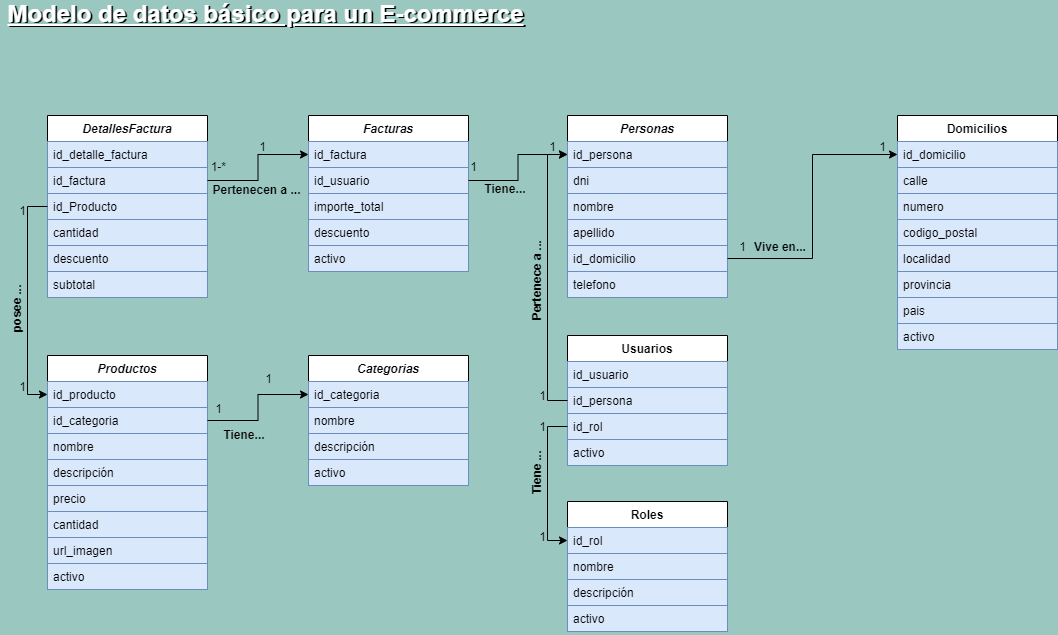 Modelo de datos básico para un E-commerce
DetallesFactura
id_detalle_factura
id_factura
id_Producto
cantidad
descuento
subtotal
1-*
1
Pertenecen a ...
Facturas
id_factura
id_usuario
importe_total
descuento
activo
1
1
Tiene...
Personas
id_persona
dni
nombre
apellido
id_domicilio
telefono
1
1
Vive en...
Domicilios
id_domicilio
calle
numero
codigo_postal
localidad
provincia
pais
activo
1
posee ...
1
Productos
id_producto
id_categoria
nombre
descripción
precio
cantidad
url_imagen
activo
1
1
Tiene...
Categorias
id_categoria
nombre
descripción
activo
Pertenece a ...
1
Usuarios
id_usuario
id_persona
id_rol
activo
1
Tiene ...
1
Roles
id_rol
nombre
descripción
activo